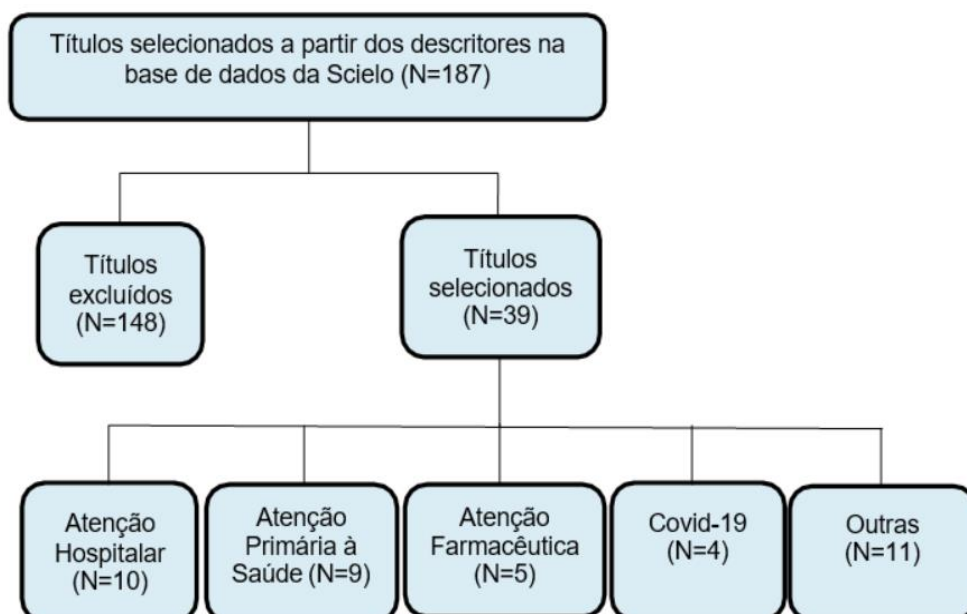 Títulos selecionados a partir dos descritores na
base de dados da Scielo (N=187)
Títulos
excluídos
(N=148)
Títulos
selecionados
(N=39)
Atenção
Hospitalar
(N=10)
Atenção
Primária à
Saúde (N=9)
Atenção
Farmacêutica
(N=5)
Covid-19
(N=4)
Outras
(N=11)